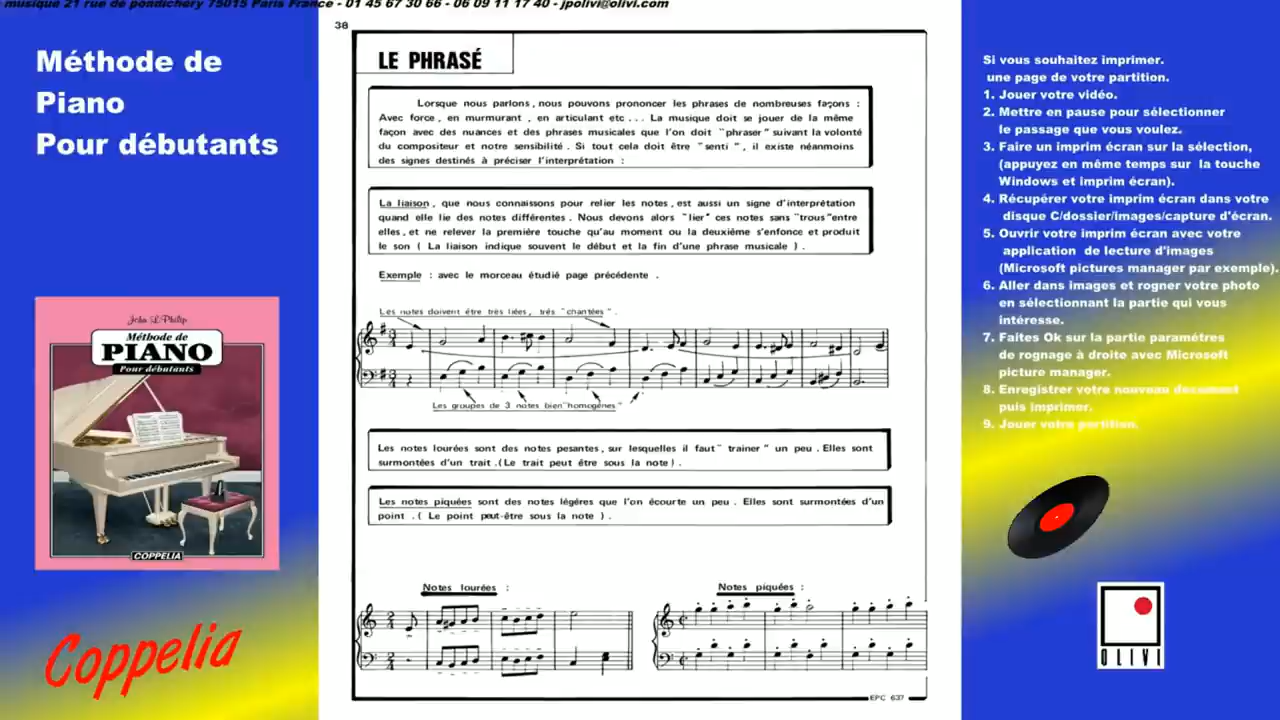 musique 21 rue de pondichery 75015 Paris France - 01 45 67 30 66 - 06 09 11 17 40 - jpolivi@olivi.com
Méthode de
Piano
Pour débutants
John L. Philip
Méthode de
PIANO
Pour débutants
COPPELIA
Coppelia
38
LE PHRASÉ
Lorsque nous parlons, nous pouvons prononcer les phrases de nombreuses façons :
Avec force, en murmurant, en articulant etc... La musique doit se jouer de la même
façon avec des nuances et des phrases musicales que l'on doit "phraser" suivant la volonté
du compositeur et notre sensibilité. Si tout cela doit être "senti", il existe néanmoins
des signes destinés à préciser l'interprétation :
La liaison, que nous connaissons pour relier les notes, est aussi un signe d'interprétation
quand elle lie des notes différentes. Nous devons alors "lier" ces notes sans "trous" entre
elles, et ne relever la première touche qu'au moment ou la deuxième s'enfonce et produit
le son ( La liaison indique souvent le début et la fin d'une phrase musicale ) .
Exemple : avec le morceau étudié page précédente .
Les notes doivent être très liées, très "chantées" .
Les groupes de 3 notes bien "homogènes"
Les notes lourées sont des notes pesantes, sur lesquelles il faut "trainer" un peu. Elles sont
surmontées d'un trait .(Le trait peut être sous la note) .
Les notes piquées sont des notes légères que l'on écourte un peu . Elles sont surmontées d'un
point .( Le point peut-être sous la note ) .
Notes lourées :
Notes piquées :
EPC 637
Si vous souhaitez imprimer.
une page de votre partition.
1. Jouer votre vidéo.
2. Mettre en pause pour sélectionner
le passage que vous voulez.
3. Faire un imprim écran sur la sélection,
(appuyez en même temps sur la touche
Windows et imprim écran).
4. Récupérer votre imprim écran dans votre
disque C/dossier/images/capture d'écran.
5. Ouvrir votre imprim écran avec votre
application de lecture d'images
(Microsoft pictures manager par exemple).
6. Aller dans images et rogner votre photo
en sélectionnant la partie qui vous
intéresse.
7. Faites Ok sur la partie paramétres
de rognage à droite avec Microsoft
picture manager.
8. Enregistrer votre nouveau document
puis imprimer.
9. Jouer votre partition.
OLIVI